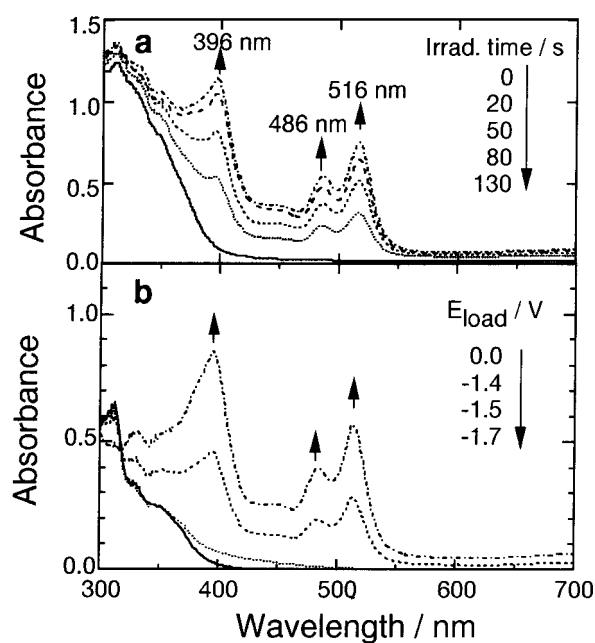 a
396 nm
486 nm
516 nm
Irrad. time / s
0
20
50
80
130
1.5
1.0
0.5
0.0
Absorbance
b
E_load / V
0.0
-1.4
-1.5
-1.7
1.0
0.5
0.0
Absorbance
300 400 500 600 700
Wavelength / nm